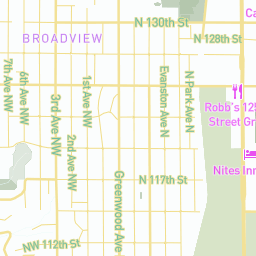 Ca
N 130th St
BROADVIEW
N 128th St
7th Ave NW
6th Ave NW
3rd Ave NW
2nd Ave NW
1st Ave NW
Evanston Ave N
N Park Ave N
Robb's 125
Street Gr
Nites Inn
N 117th St
Greenwood Ave
NW 112th St